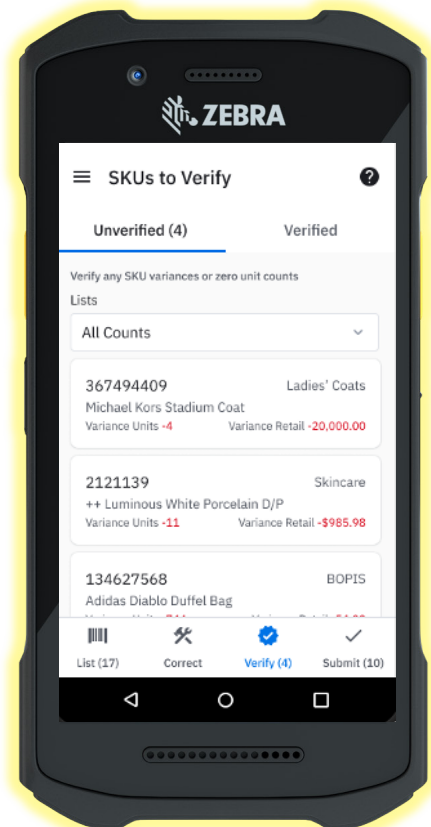 ZEBRA
SKUs to Verify
Unverified (4) Verified
Verify any SKU variances or zero unit counts
Lists
All Counts
367494409 Ladies' Coats
Michael Kors Stadium Coat
Variance Units -4 Variance Retail -20,000.00
2121139 Skincare
++ Luminous White Porcelain D/P
Variance Units -11 Variance Retail -$985.98
134627568 BOPIS
Adidas Diablo Duffel Bag
List (17) Correct Verify (4) Submit (10)